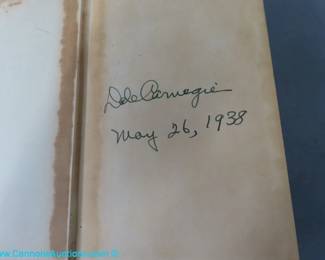 Dale Carnegie
May 26, 1938